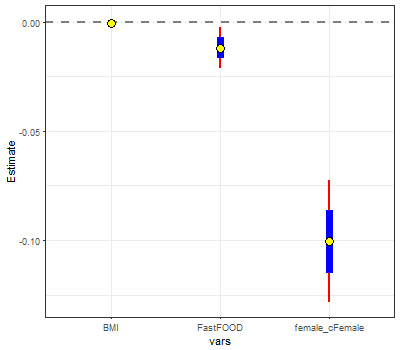 0.00
-0.05
-0.10
Estimate
BMI
FastFOOD
female_cFemale
vars